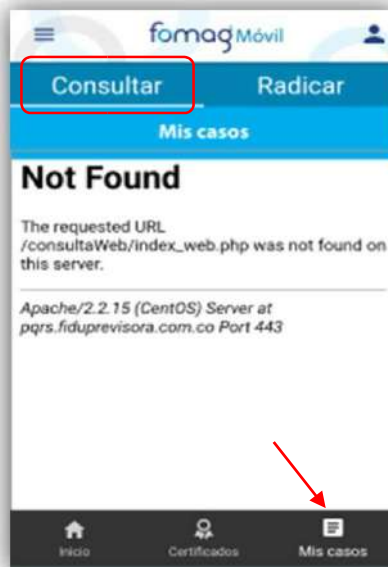 fomag Móvil
Consultar Radicar
Mis casos
Not Found
The requested URL
/consultaWeb/index_web.php was not found on
this server.
Apache/2.2.15 (CentOS) Server at
pqrs.fiduprevisora.com.co Port 443
Inicio Certificados Mis casos